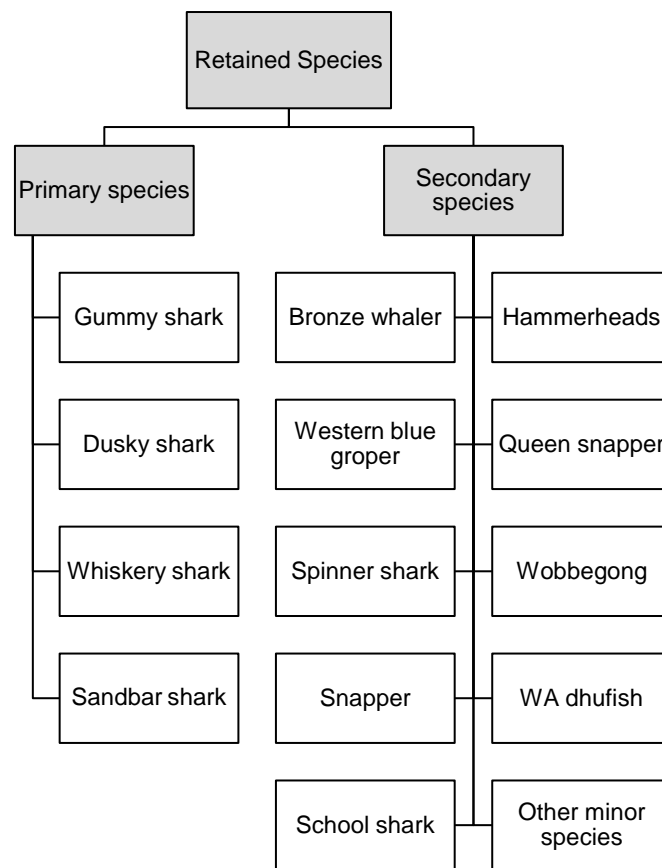 Retained Species
Primary species
Secondary
species
Gummy shark
Bronze whaler
Hammerheads
Dusky shark
Western blue
groper
Queen snapper
Whiskery shark
Spinner shark
Wobbegong
Sandbar shark
Snapper
WA dhufish
School shark
Other minor
species